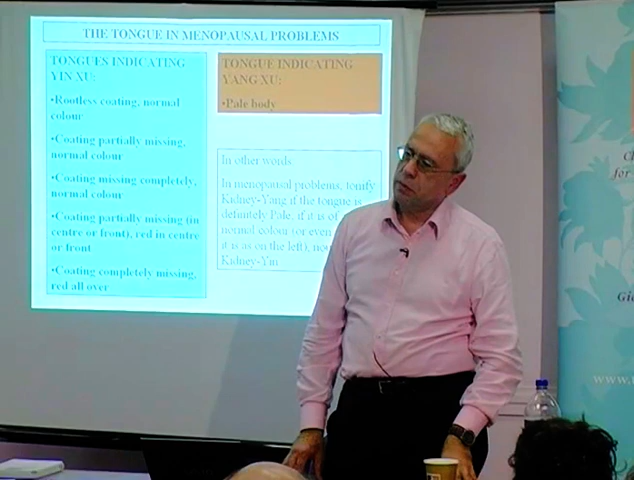 THE TONGUE IN MENOPAUSAL PROBLEMS
TONGUES INDICATING
YIN XU:
•Rootless coating, normal
colour
•Coating partially missing,
normal colour
•Coating missing completely,
normal colour
•Coating partially missing (in
centre or front), red in centre
or front
•Coating completely missing,
red all over
TONGUE INDICATING
YANG XU:
•Pale body
In other words:
In menopausal problems, tonify
Kidney-Yang if the tongue is
definitely Pale, if it is of
normal colour (or even
it is as on the left),
Kidney-Yin
for
www.